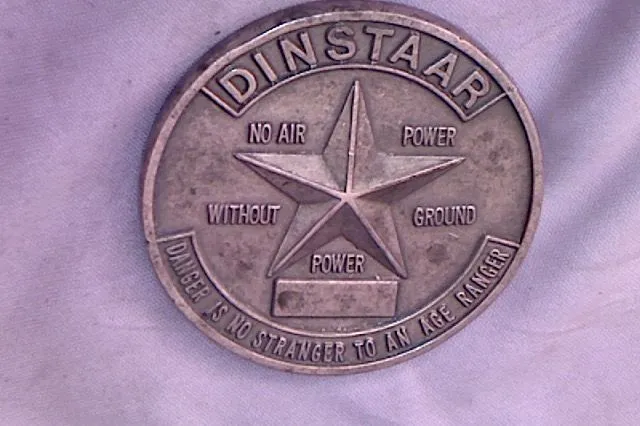 DINSTAAR
NO AIR POWER
WITHOUT GROUND
POWER
DANGER IS NO STRANGER TO AN AGE RANGER